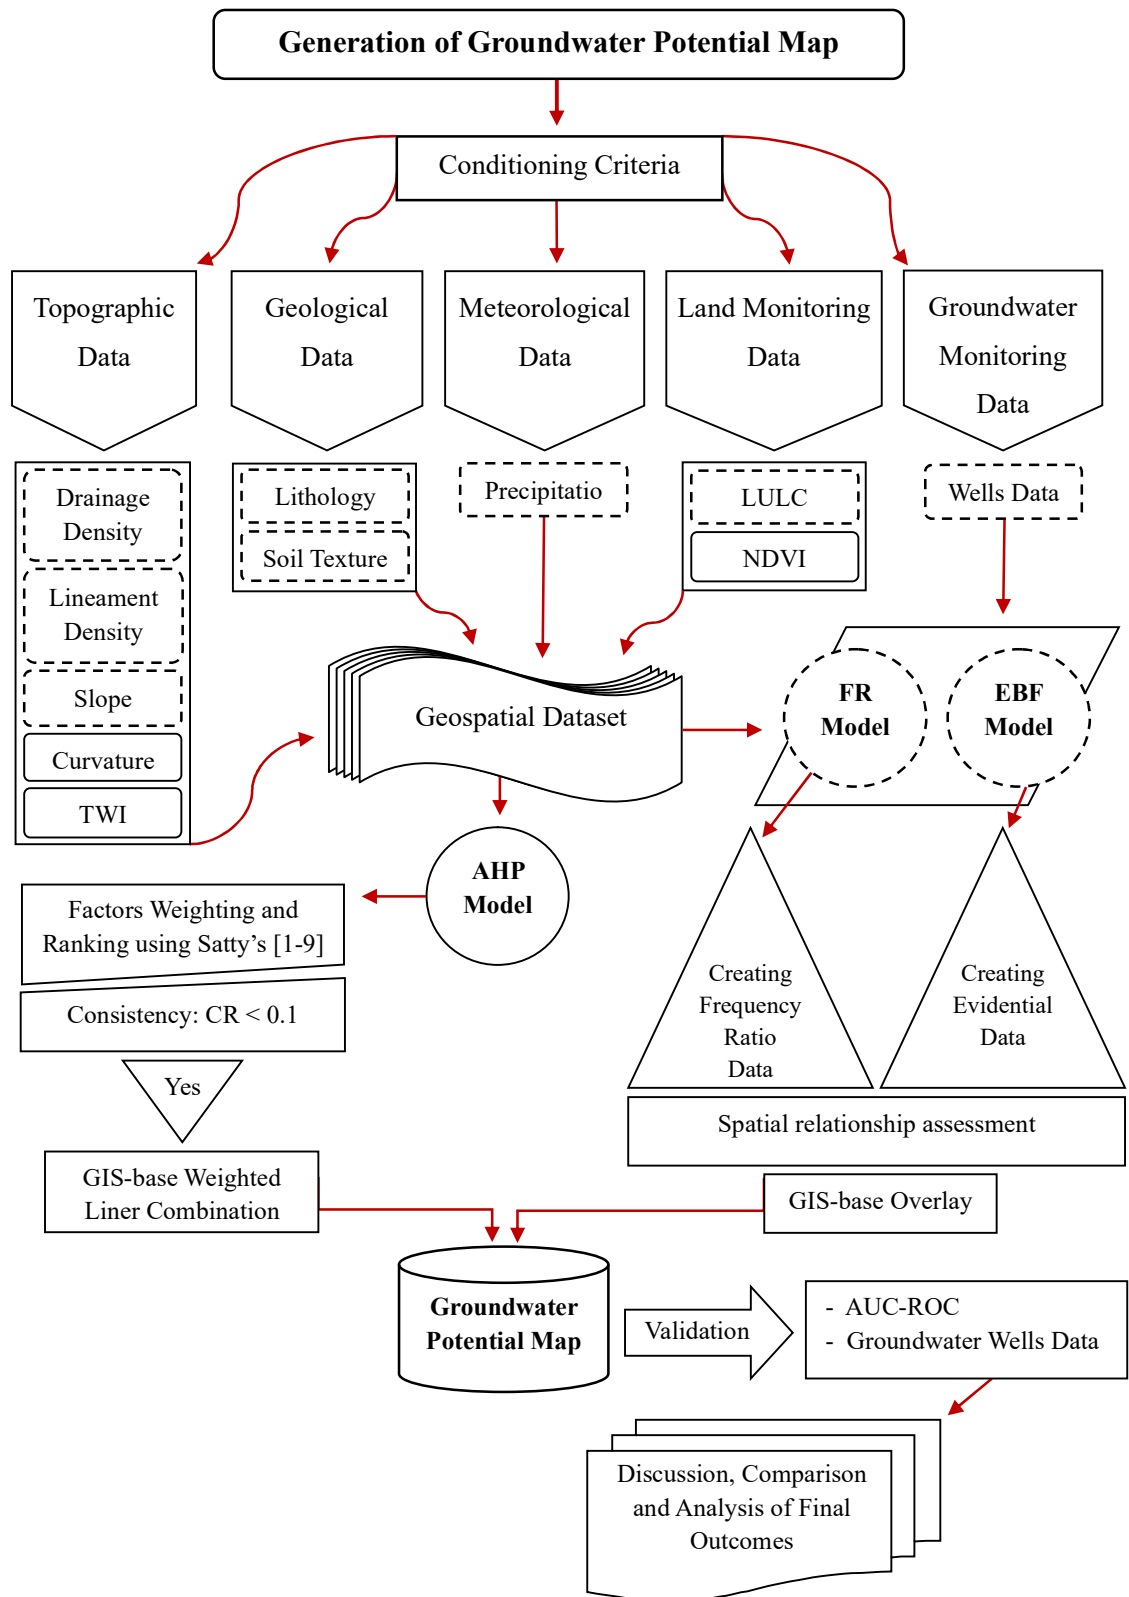 Generation of Groundwater Potential Map
Conditioning Criteria
Topographic
Data
Geological
Data
Meteorological
Data
Land Monitoring
Data
Groundwater
Monitoring
Data
Drainage
Density
Lineament
Density
Slope
Curvature
TWI
Lithology
Soil Texture
Precipitatio
LULC
NDVI
Wells Data
Geospatial Dataset
FR
Model
EBF
Model
AHP
Model
Factors Weighting and
Ranking using Satty's [1-9]
Consistency: CR < 0.1
Yes
GIS-base Weighted
Liner Combination
Creating
Frequency
Ratio
Data
Creating
Evidential
Data
Spatial relationship assessment
GIS-base Overlay
Groundwater
Potential Map
Validation
- AUC-ROC
- Groundwater Wells Data
Discussion, Comparison
and Analysis of Final
Outcomes